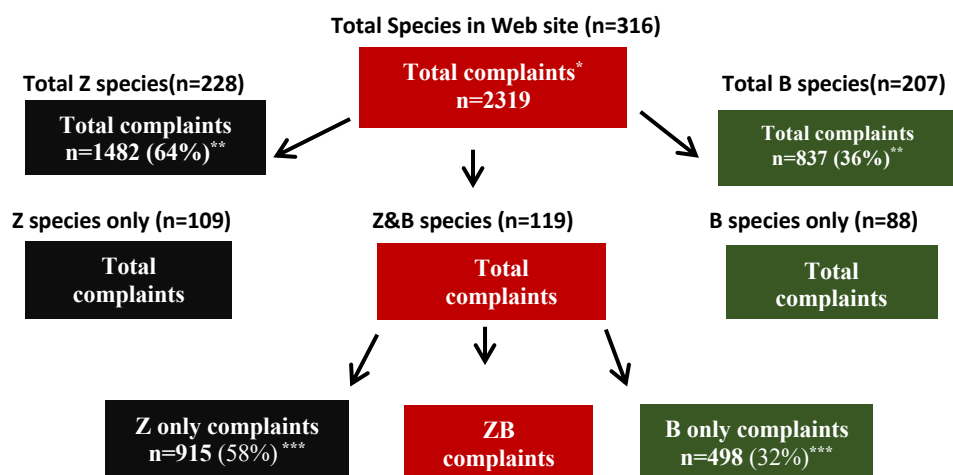 Total Species in Web site (n=316)
Total complaints*
n=2319
Total Z species(n=228)
Total complaints
n=1482 (64%)**
Total B species(n=207)
Total complaints
n=837 (36%)**
Z species only (n=109)
Total
complaints
Z&B species (n=119)
Total
complaints
B species only (n=88)
Total
complaints
Z only complaints
n=915 (58%)***
ZB
complaints
B only complaints
n=498 (32%)***